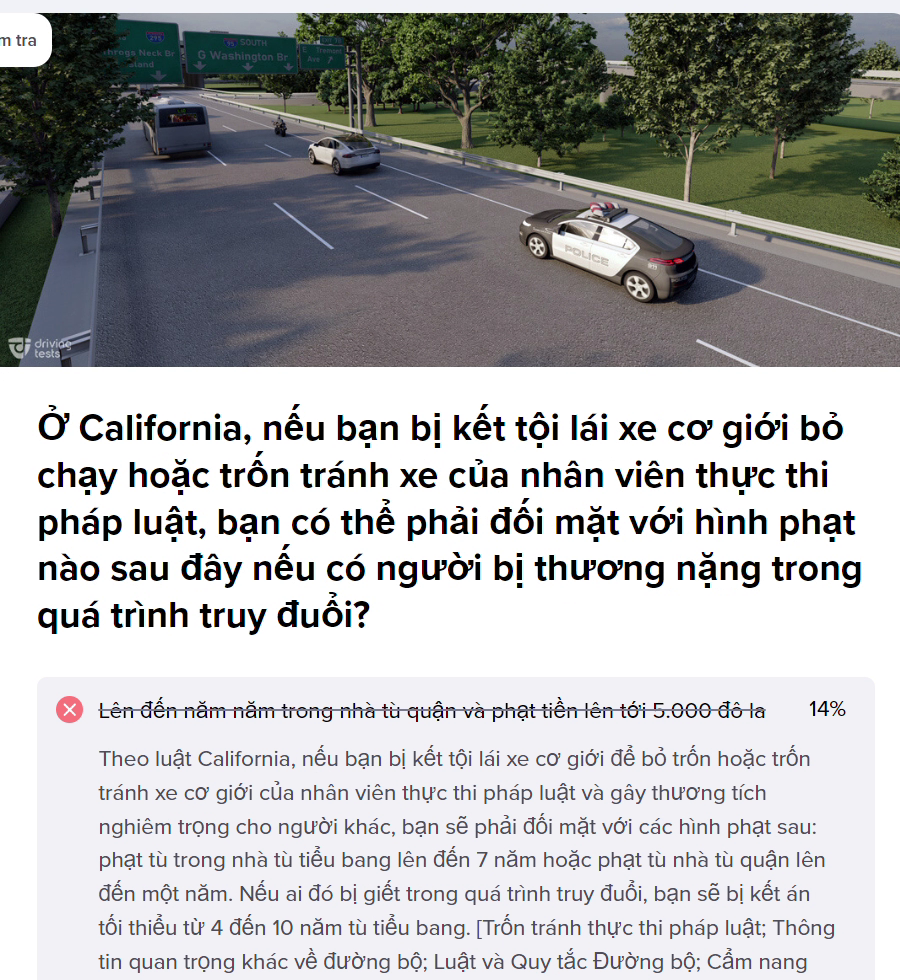 m tra
295
SOUTH
Throgs Neck Br
G Washington Br
E Tremont
Island
Ave
POLICE
driving
tests
Ở California, nếu bạn bị kết tội lái xe cơ giới bỏ
chạy hoặc trốn tránh xe của nhân viên thực thi
pháp luật, bạn có thể phải đối mặt với hình phạt
nào sau đây nếu có người bị thương nặng trong
quá trình truy đuổi?
Lên đến năm năm trong nhà tù quận và phạt tiền lên tới 5.000 đô la 14%
Theo luật California, nếu bạn bị kết tội lái xe cơ giới để bỏ trốn hoặc trốn
tránh xe cơ giới của nhân viên thực thi pháp luật và gây thương tích
nghiêm trọng cho người khác, bạn sẽ phải đối mặt với các hình phạt sau:
phạt tù trong nhà tù tiểu bang lên đến 7 năm hoặc phạt tù nhà tù quận lên
đến một năm. Nếu ai đó bị giết trong quá trình truy đuổi, bạn sẽ bị kết án
tối thiểu từ 4 đến 10 năm tù tiểu bang. [Trốn tránh thực thi pháp luật; Thông
tin quan trọng khác về đường bộ; Luật và Quy tắc Đường bộ; Cẩm nang